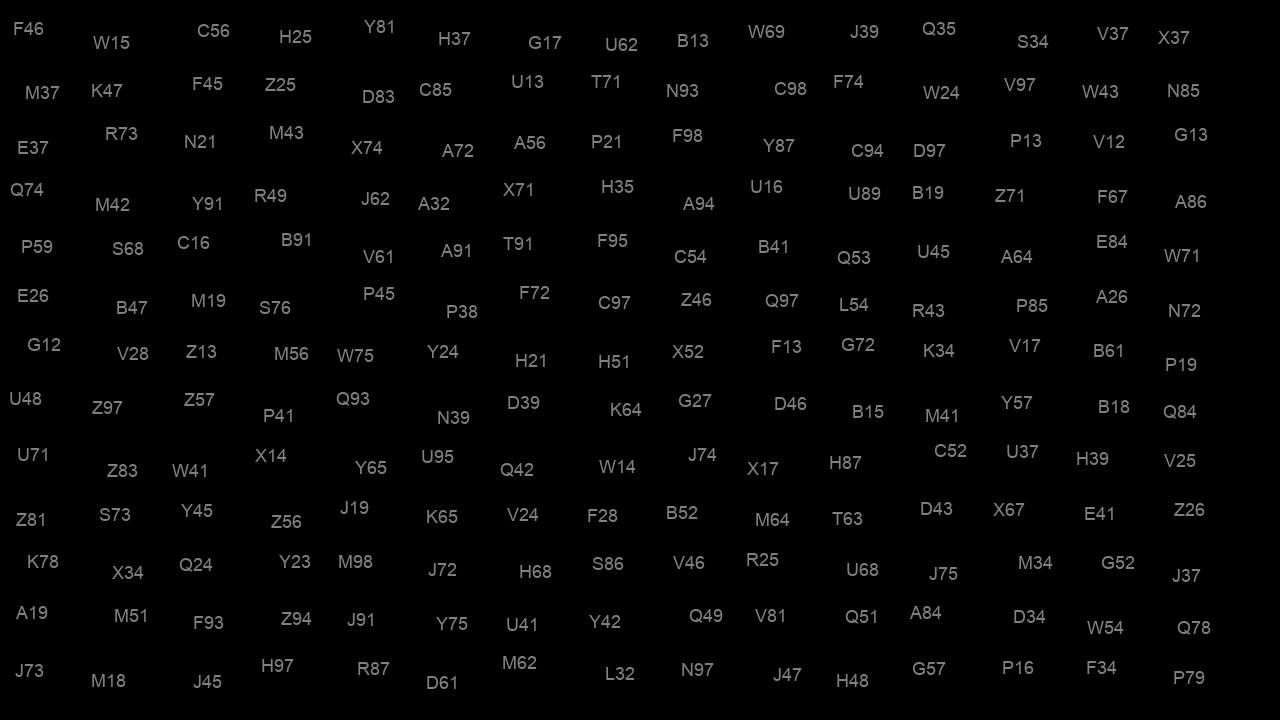 F46 W15 C56 H25 Y81 H37 G17 U62 B13 W69 J39 Q35 S34 V37 X37
M37 K47 F45 Z25 D83 C85 U13 T71 N93 C98 F74 W24 V97 W43 N85
E37 R73 N21 M43 X74 A72 A56 P21 F98 Y87 C94 D97 P13 V12 G13
Q74 M42 Y91 R49 J62 A32 X71 H35 A94 U16 U89 B19 Z71 F67 A86
P59 S68 C16 B91 V61 A91 T91 F95 C54 B41 Q53 U45 A64 E84 W71
E26 B47 M19 S76 P45 P38 F72 C97 Z46 Q97 L54 R43 P85 A26 N72
G12 V28 Z13 M56 W75 Y24 H21 H51 X52 F13 G72 K34 V17 B61 P19
U48 Z97 Z57 P41 Q93 N39 D39 K64 G27 D46 B15 M41 Y57 B18 Q84
U71 Z83 W41 X14 Y65 U95 Q42 W14 J74 X17 H87 C52 U37 H39 V25
Z81 S73 Y45 Z56 J19 K65 V24 F28 B52 M64 T63 D43 X67 E41 Z26
K78 X34 Q24 Y23 M98 J72 H68 S86 V46 R25 U68 J75 M34 G52 J37
A19 M51 F93 Z94 J91 Y75 U41 Y42 Q49 V81 Q51 A84 D34 W54 Q78
J73 M18 J45 H97 R87 D61 M62 L32 N97 J47 H48 G57 P16 F34 P79